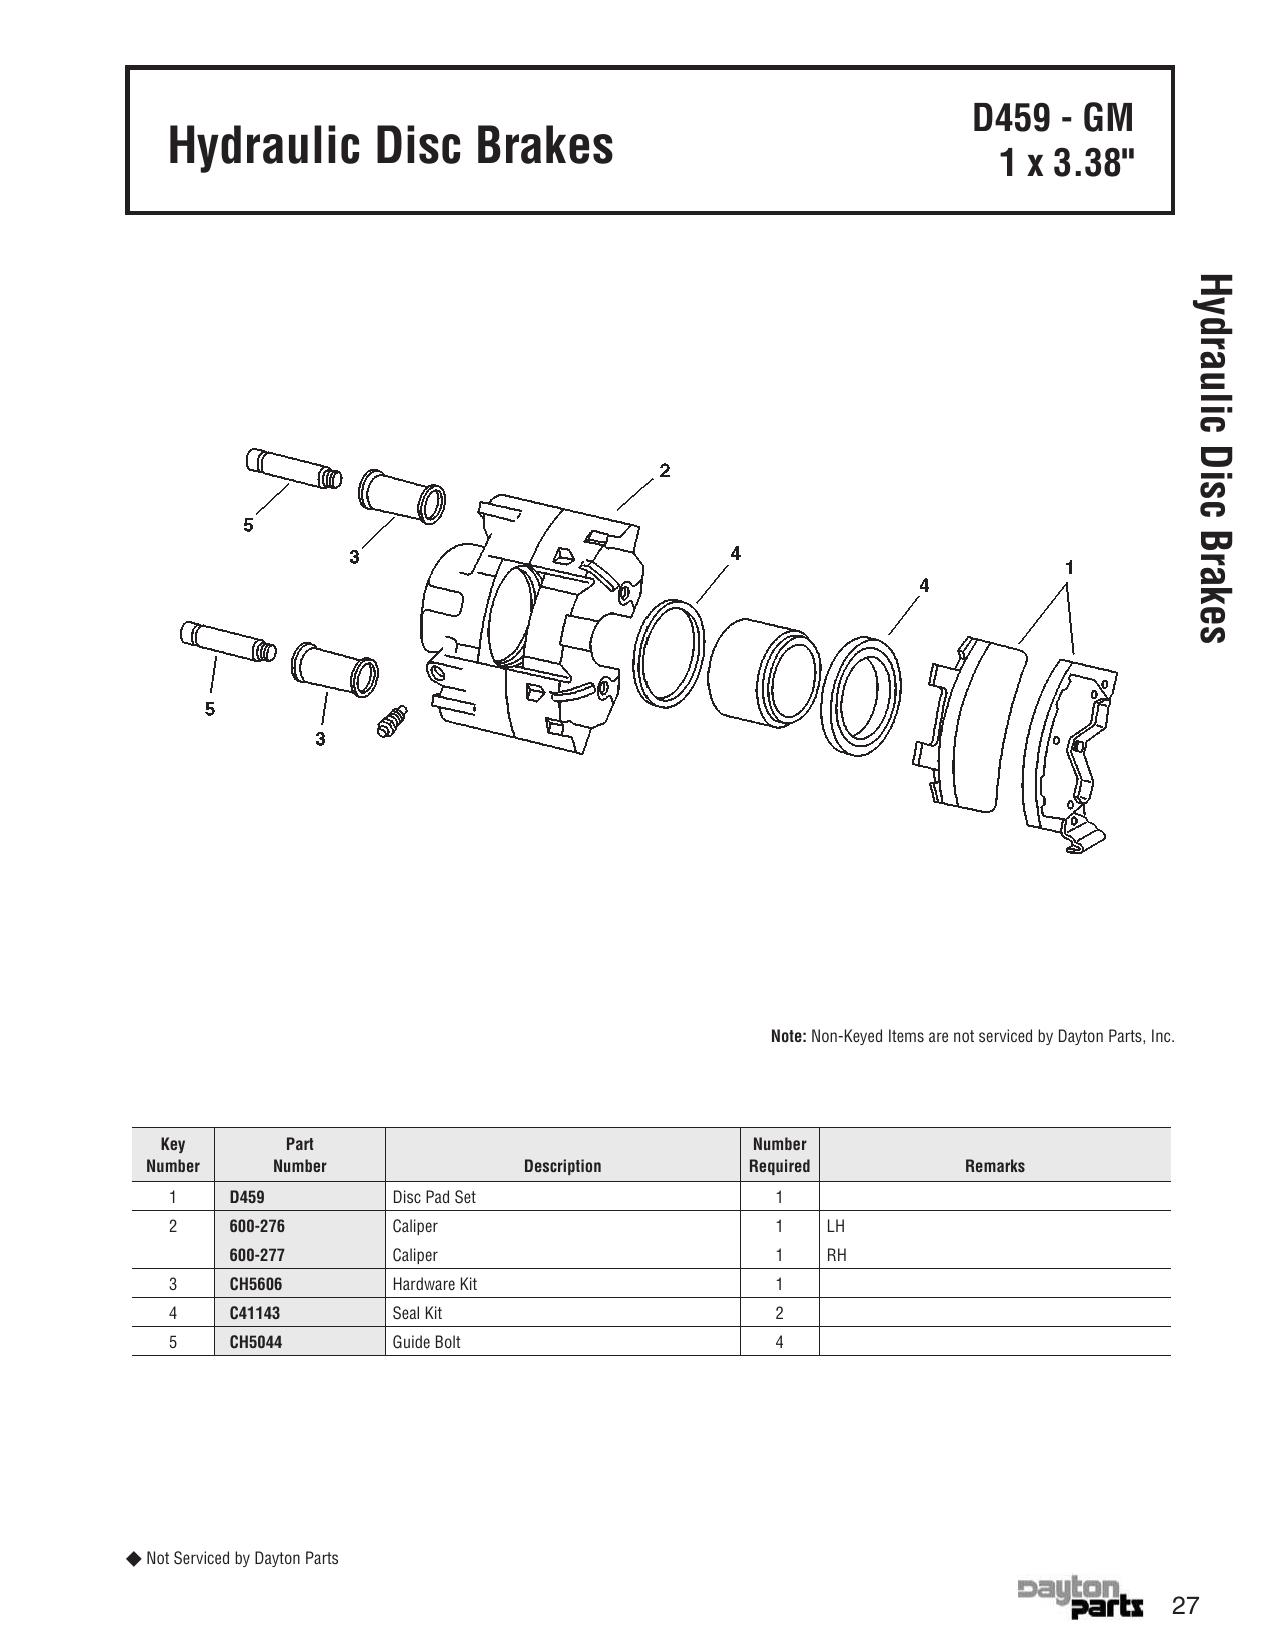 Hydraulic Disc Brakes
D459 - GM
1 x 3.38"
Hydraulic Disc Brakes
2
5
3
4
4
1
5
3
Note: Non-Keyed Items are not serviced by Dayton Parts, Inc.
Key Number Part Number Description Number Required Remarks
1 D459 Disc Pad Set 1
2 600-276 Caliper 1 LH
600-277 Caliper 1 RH
3 CH5606 Hardware Kit 1
4 C41143 Seal Kit 2
5 CH5044 Guide Bolt 4
◆ Not Serviced by Dayton Parts
Dayton
parts
27